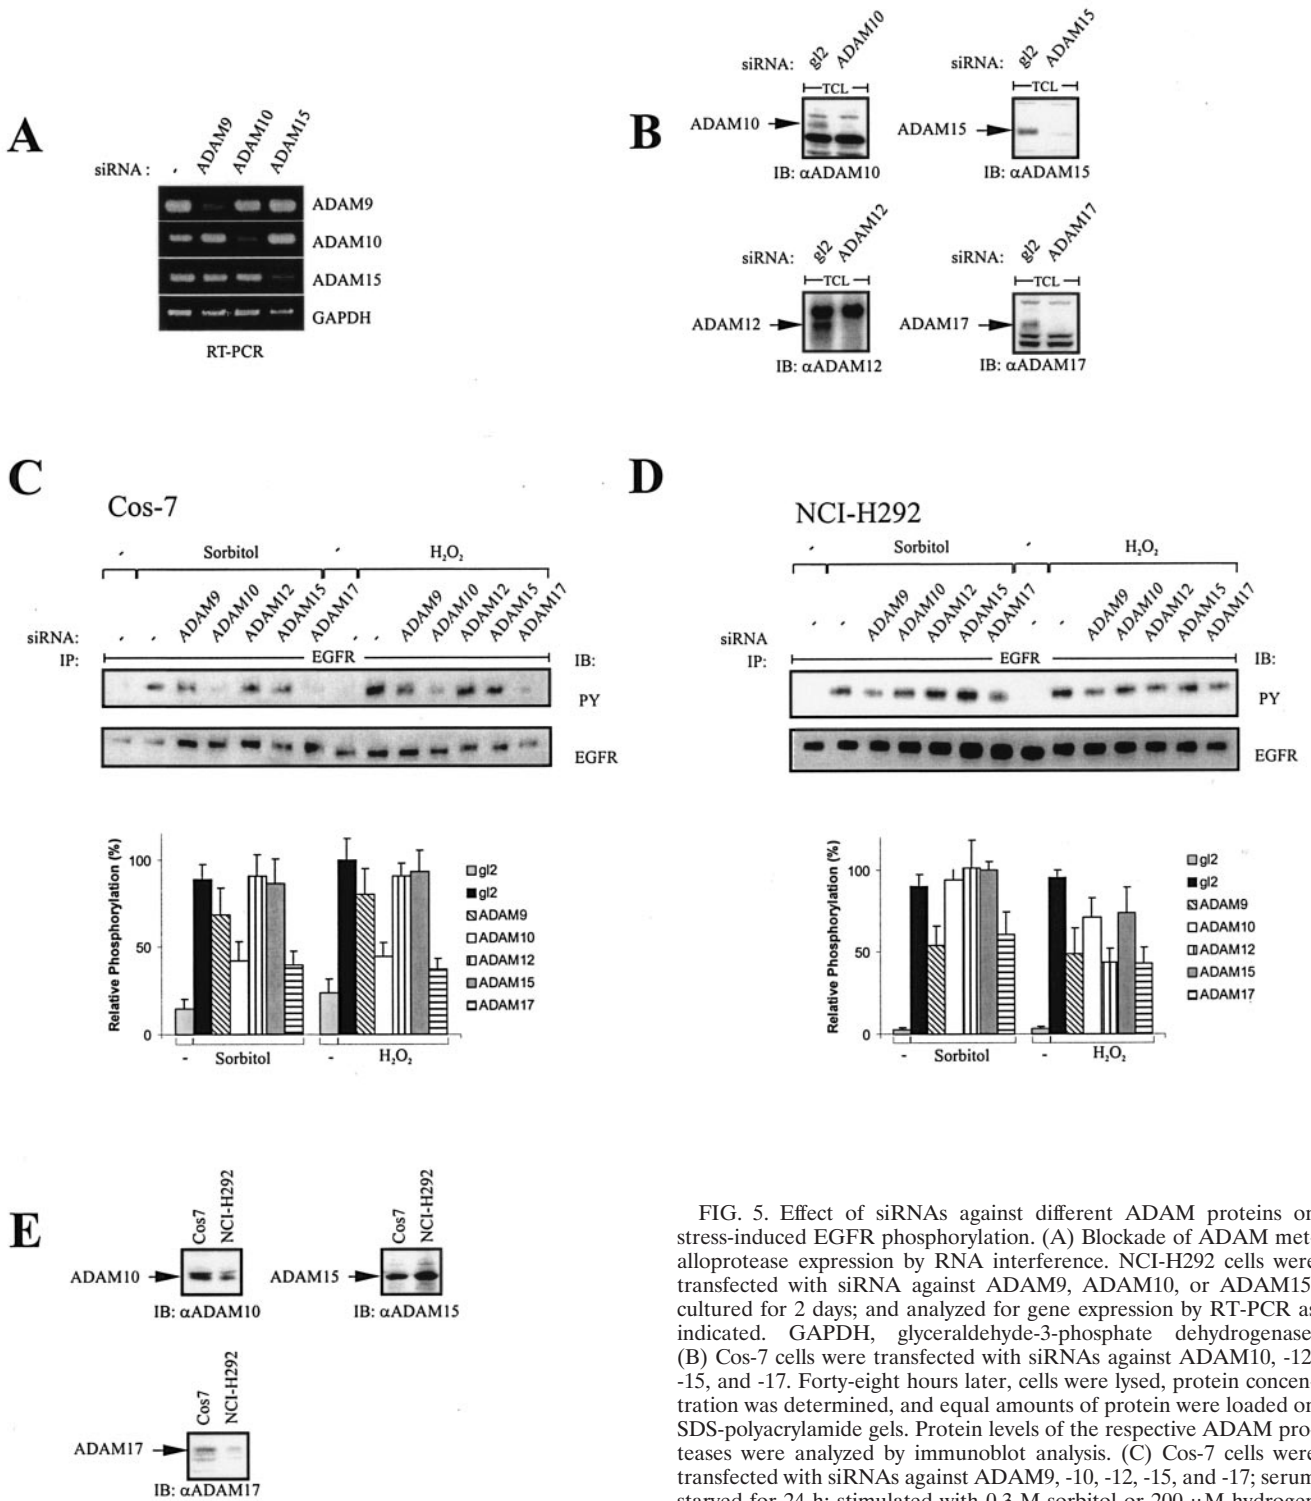 A
siRNA :
-
ADAM9
ADAM10
ADAM15
ADAM9
ADAM10
ADAM15
GAPDH
RT-PCR
B
siRNA: gl2 ADAM10
TCL
ADAM10
IB: αADAM10
siRNA: gl2 ADAM15
TCL
ADAM15
IB: αADAM15
siRNA: gl2 ADAM12
TCL
ADAM12
IB: αADAM12
siRNA: gl2 ADAM17
TCL
ADAM17
IB: αADAM17
C
Cos-7
- Sorbitol - H₂O₂
siRNA: - - ADAM9 ADAM10 ADAM12 ADAM15 ADAM17 - - ADAM9 ADAM10 ADAM12 ADAM15 ADAM17
IP: EGFR IB:
PY
EGFR
Relative Phosphorylation (%)
100
50
0
- Sorbitol - H₂O₂
gl2
gl2
ADAM9
ADAM10
ADAM12
ADAM15
ADAM17
D
NCI-H292
- Sorbitol - H₂O₂
siRNA - - ADAM9 ADAM10 ADAM12 ADAM15 ADAM17 - - ADAM9 ADAM10 ADAM12 ADAM15 ADAM17
IP: EGFR IB:
PY
EGFR
Relative Phosphorylation (%)
100
50
0
- Sorbitol - H₂O₂
gl2
gl2
ADAM9
ADAM10
ADAM12
ADAM15
ADAM17
E
Cos7 NCI-H292
ADAM10
IB: αADAM10
Cos7 NCI-H292
ADAM15
IB: αADAM15
Cos7 NCI-H292
ADAM17
IB: αADAM17
FIG. 5. Effect of siRNAs against different ADAM proteins on
stress-induced EGFR phosphorylation. (A) Blockade of ADAM met-
alloprotease expression by RNA interference. NCI-H292 cells were
transfected with siRNA against ADAM9, ADAM10, or ADAM15
cultured for 2 days; and analyzed for gene expression by RT-PCR as
indicated. GAPDH, glyceraldehyde-3-phosphate dehydrogenase
(B) Cos-7 cells were transfected with siRNAs against ADAM10, -12
-15, and -17. Forty-eight hours later, cells were lysed, protein concen-
tration was determined, and equal amounts of protein were loaded on
SDS-polyacrylamide gels. Protein levels of the respective ADAM pro-
teases were analyzed by immunoblot analysis. (C) Cos-7 cells were
transfected with siRNAs against ADAM9, -10, -12, -15, and -17; serum
starved for 24 h; stimulated with 0.3 M sorbitol or 200 μM hydrogen